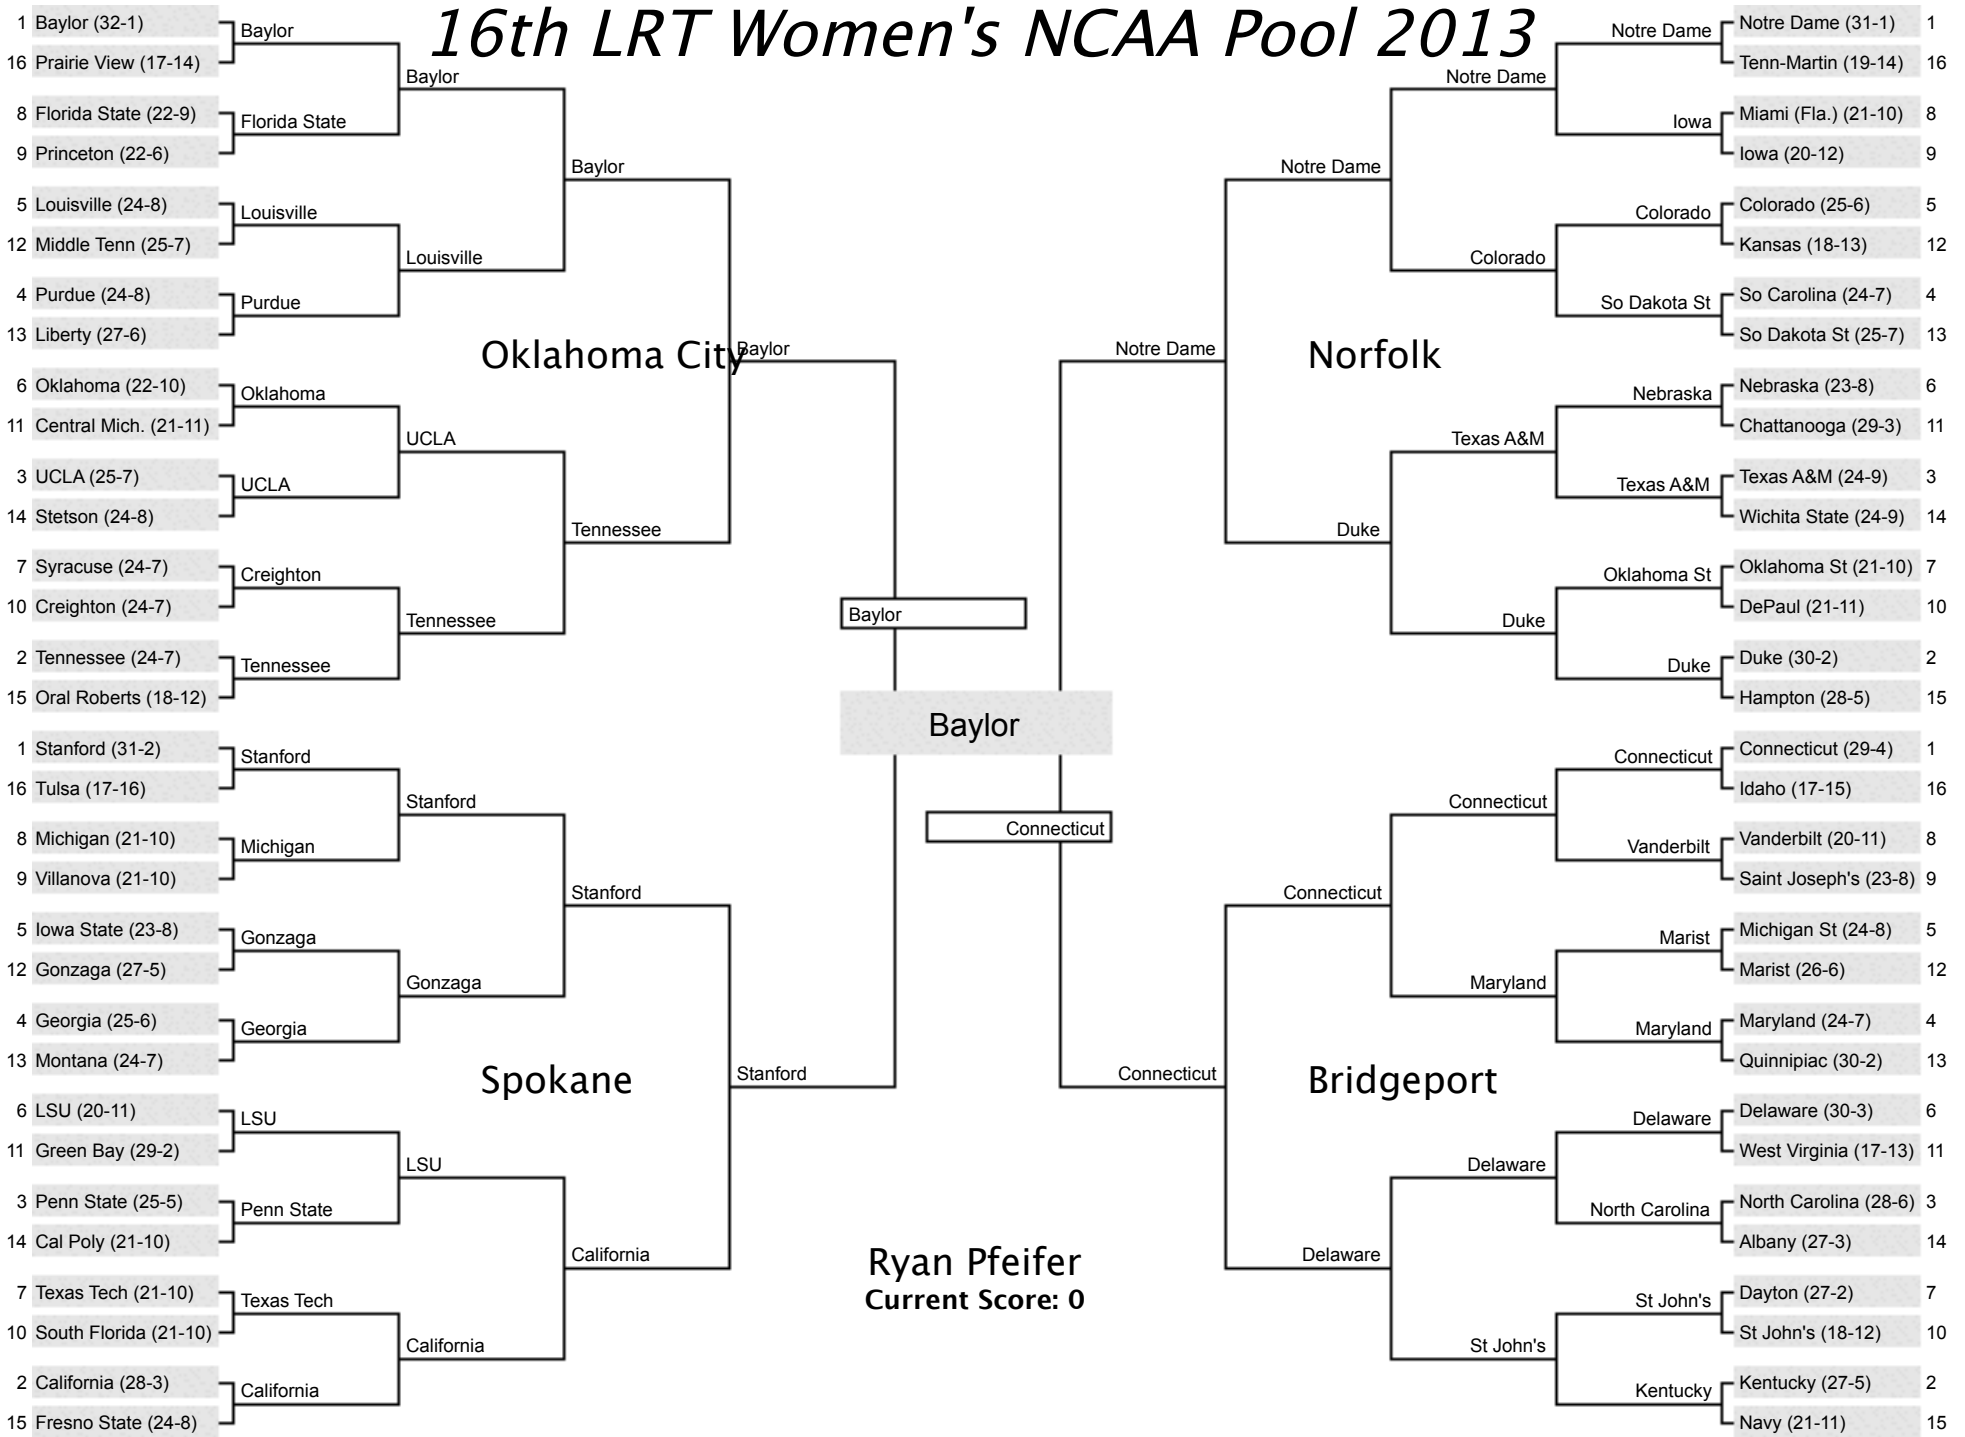 16th LRT Women's NCAA Pool 2013
1 Baylor (32-1)
16 Prairie View (17-14)
8 Florida State (22-9)
9 Princeton (22-6)
5 Louisville (24-8)
12 Middle Tenn (25-7)
4 Purdue (24-8)
13 Liberty (27-6)
6 Oklahoma (22-10)
11 Central Mich. (21-11)
3 UCLA (25-7)
14 Stetson (24-8)
7 Syracuse (24-7)
10 Creighton (24-7)
2 Tennessee (24-7)
15 Oral Roberts (18-12)
1 Stanford (31-2)
16 Tulsa (17-16)
8 Michigan (21-10)
9 Villanova (21-10)
5 Iowa State (23-8)
12 Gonzaga (27-5)
4 Georgia (25-6)
13 Montana (24-7)
6 LSU (20-11)
11 Green Bay (29-2)
3 Penn State (25-5)
14 Cal Poly (21-10)
7 Texas Tech (21-10)
10 South Florida (21-10)
2 California (28-3)
15 Fresno State (24-8)
Baylor
Florida State
Louisville
Purdue
Oklahoma
UCLA
Creighton
Tennessee
Stanford
Michigan
Gonzaga
Georgia
LSU
Penn State
Texas Tech
California
Baylor
Louisville
UCLA
Tennessee
Stanford
Gonzaga
LSU
California
Baylor
Tennessee
Stanford
California
Oklahoma City
Spokane
Baylor
Stanford
Baylor
Baylor
Connecticut
Ryan Pfeifer
Current Score: 0
Notre Dame
Connecticut
Norfolk
Bridgeport
Notre Dame
Duke
Connecticut
Delaware
Notre Dame
Colorado
Texas A&M
Duke
Connecticut
Maryland
Delaware
St John's
Notre Dame
Iowa
Colorado
So Dakota St
Nebraska
Texas A&M
Oklahoma St
Duke
Connecticut
Vanderbilt
Marist
Maryland
Delaware
North Carolina
St John's
Kentucky
Notre Dame (31-1) 1
Tenn-Martin (19-14) 16
Miami (Fla.) (21-10) 8
Iowa (20-12) 9
Colorado (25-6) 5
Kansas (18-13) 12
So Carolina (24-7) 4
So Dakota St (25-7) 13
Nebraska (23-8) 6
Chattanooga (29-3) 11
Texas A&M (24-9) 3
Wichita State (24-9) 14
Oklahoma St (21-10) 7
DePaul (21-11) 10
Duke (30-2) 2
Hampton (28-5) 15
Connecticut (29-4) 1
Idaho (17-15) 16
Vanderbilt (20-11) 8
Saint Joseph's (23-8) 9
Michigan St (24-8) 5
Marist (26-6) 12
Maryland (24-7) 4
Quinnipiac (30-2) 13
Delaware (30-3) 6
West Virginia (17-13) 11
North Carolina (28-6) 3
Albany (27-3) 14
Dayton (27-2) 7
St John's (18-12) 10
Kentucky (27-5) 2
Navy (21-11) 15